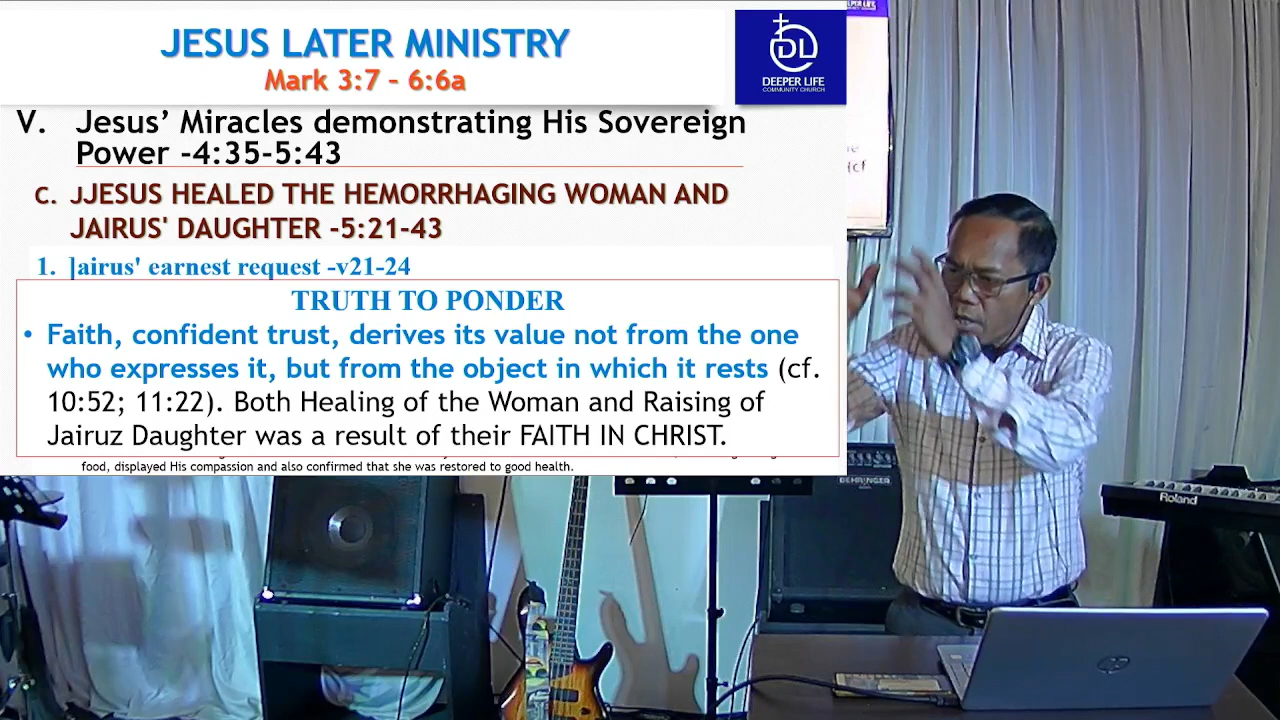 JESUS LATER MINISTRY
Mark 3:7 – 6:6a
DL
DEEPER LIFE
COMMUNITY CHURCH
V. Jesus’ Miracles demonstrating His Sovereign
Power -4:35-5:43
C. JJESUS HEALED THE HEMORRHAGING WOMAN AND
JAIRUS' DAUGHTER -5:21-43
1. Jairus' earnest request -v21-24
TRUTH TO PONDER
• Faith, confident trust, derives its value not from the one
who expresses it, but from the object in which it rests (cf.
10:52; 11:22). Both Healing of the Woman and Raising of
Jairuz Daughter was a result of their FAITH IN CHRIST.
food, displayed His compassion and also confirmed that she was restored to good health.
BEHRINGER
Roland
hp